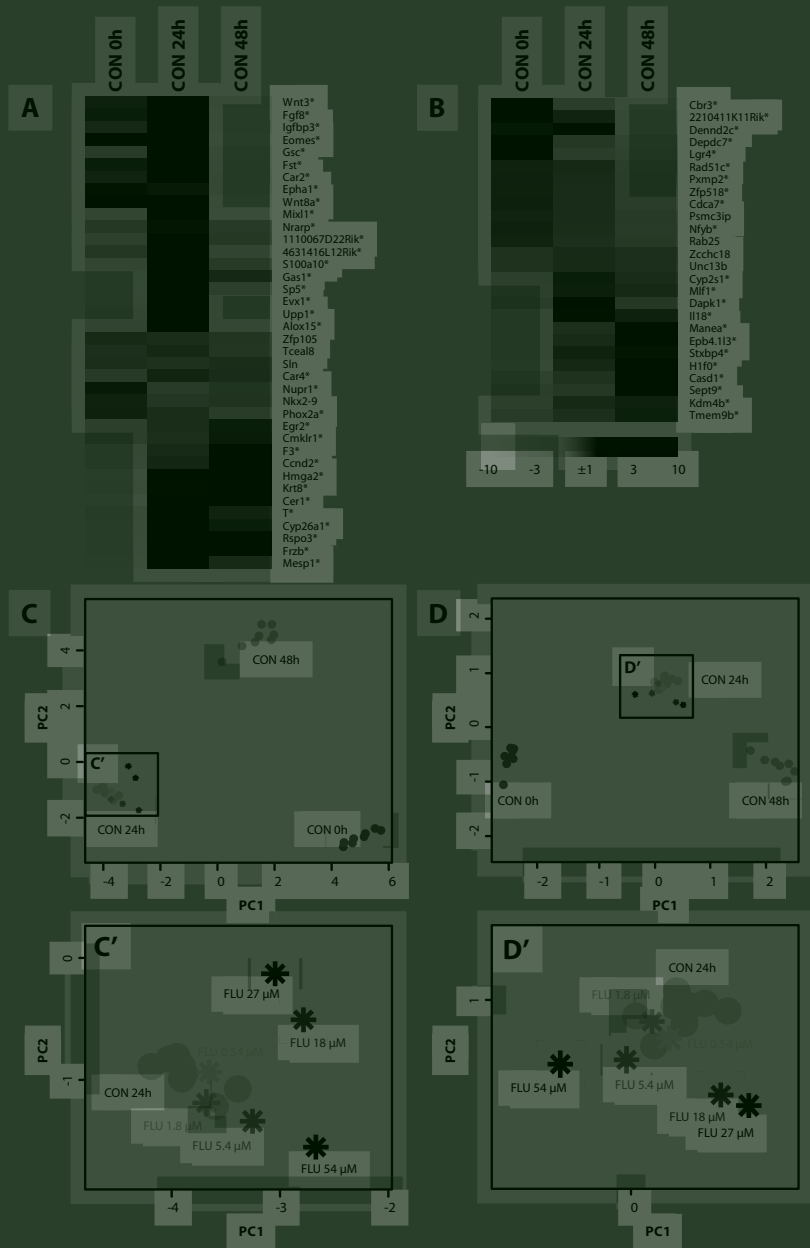 CON 0h
CON 24h
CON 48h
A
Wnt3*
Fgf8*
Igfbp3*
Eomes*
Gsc*
Fst*
Car2*
Epha1*
Wnt8a*
Mixl1*
Nrarp*
1110067D22Rik*
4631416L12Rik*
S100a10*
Gas1*
Sp5*
Evx1*
Upp1*
Alox15*
Zfp105
Tceal8
Sln
Car4*
Nupr1*
Nkx2-9
Phox2a*
Egr2*
Cmklr1*
F3*
Ccnd2*
Hmga2*
Krt8*
Cer1*
T*
Cyp26a1*
Rspo3*
Frzb*
Mesp1*
CON 0h
CON 24h
CON 48h
B
Cbr3*
2210411K11Rik*
Dennd2c*
Depdc7*
Lgr4*
Rad51c*
Pxmp2*
Zfp518*
Cdca7*
Psmc3ip
Nfyb*
Rab25
Zcchc18
Unc13b
Cyp2s1*
Mlf1*
Dapk1*
Il18*
Manea*
Epb4.1l3*
Stxbp4*
H1f0*
Casd1*
Sept9*
Kdm4b*
Tmem9b*
-10 -3 ±1 3 10
C
CON 48h
C′
CON 24h
CON 0h
4
2
0
-2
PC2
-4 -2 0 2 4 6
PC1
D
D′
CON 24h
CON 0h
CON 48h
2
1
0
-1
-2
PC2
-2 -1 0 1 2
PC1
C′
FLU 27 µM
FLU 18 µM
FLU 0.54 µM
CON 24h
FLU 1.8 µM
FLU 5.4 µM
FLU 54 µM
0
-1
PC2
-4 -3 -2
PC1
D′
CON 24h
FLU 1.8 µM
FLU 0.54 µM
FLU 54 µM
FLU 5.4 µM
FLU 18 µM
FLU 27 µM
1
PC2
0
PC1